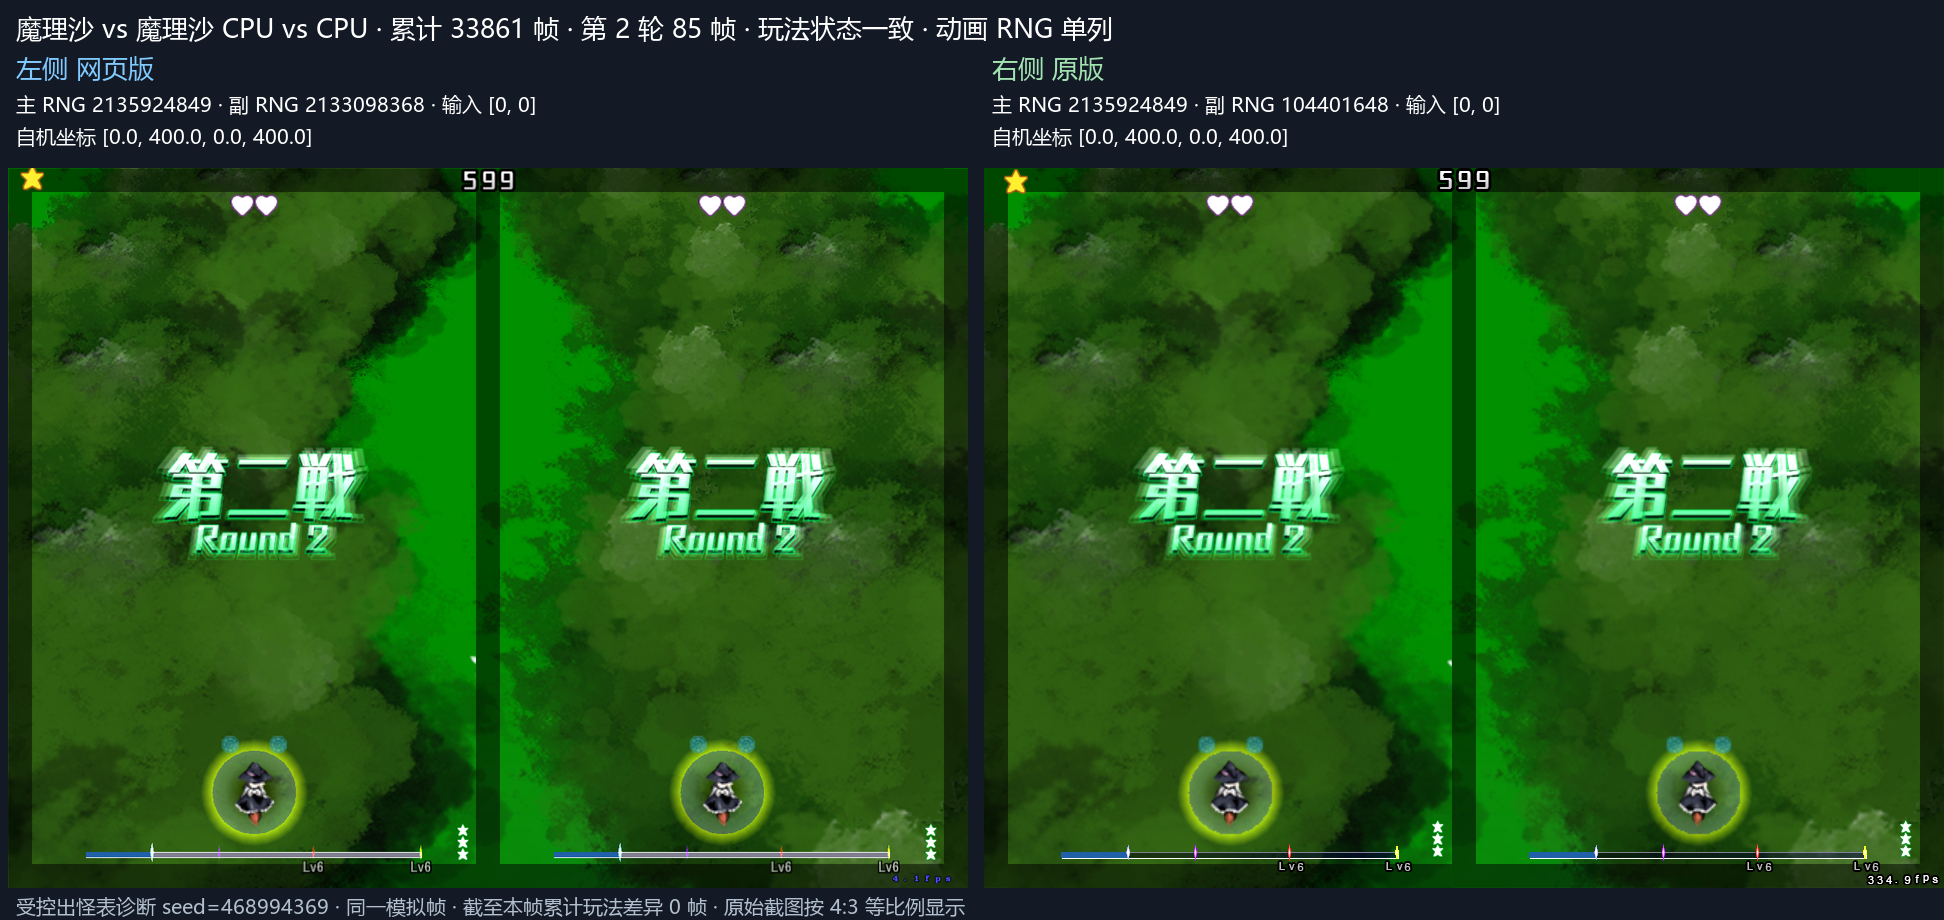 魔理沙 vs 魔理沙 CPU vs CPU · 累计 33861 帧 · 第 2 轮 85 帧 · 玩法状态一致 · 动画 RNG 单列
左侧 网页版
主 RNG 2135924849 · 副 RNG 2133098368 · 输入 [0, 0]
自机坐标 [0.0, 400.0, 0.0, 400.0]
右侧 原版
主 RNG 2135924849 · 副 RNG 104401648 · 输入 [0, 0]
自机坐标 [0.0, 400.0, 0.0, 400.0]
599
第二戦
Round 2
第二戦
Round 2
Lv6
Lv6
Lv6
Lv6
4.1fps
599
第二戦
Round 2
第二戦
Round 2
Lv6
Lv6
Lv6
Lv6
334.9fps
受控出怪表诊断 seed=468994369 · 同一模拟帧 · 截至本帧累计玩法差异 0 帧 · 原始截图按 4:3 等比例显示